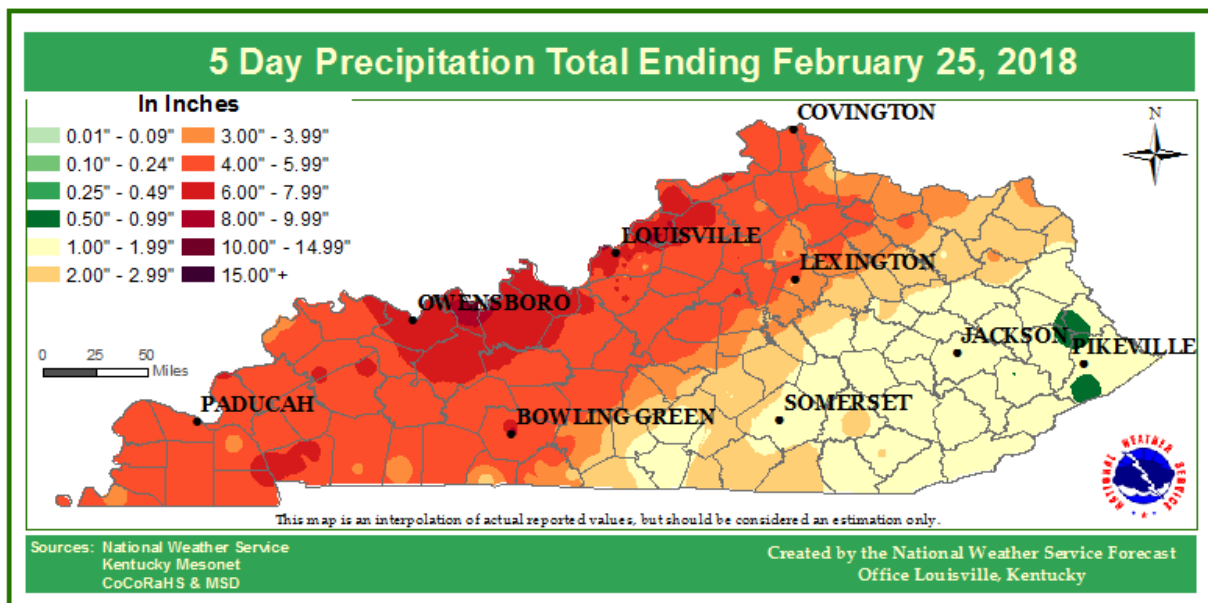 5 Day Precipitation Total Ending February 25, 2018
In Inches
0.01" - 0.09"
0.10" - 0.24"
0.25" - 0.49"
0.50" - 0.99"
1.00" - 1.99"
2.00" - 2.99"
3.00" - 3.99"
4.00" - 5.99"
6.00" - 7.99"
8.00" - 9.99"
10.00" - 14.99"
15.00"+
COVINGTON
N
LOUISVILLE
LEXINGTON
OWENSBORO
JACKSON
PIKEVILLE
0 25 50
Miles
PADUCAH
BOWLING GREEN
SOMERSET
NATIONAL WEATHER SERVICE
This map is an interpolation of actual reported values, but should be considered an estimation only.
Sources: National Weather Service
Kentucky Mesonet
CoCoRaHS & MSD
Created by the National Weather Service Forecast
Office Louisville, Kentucky